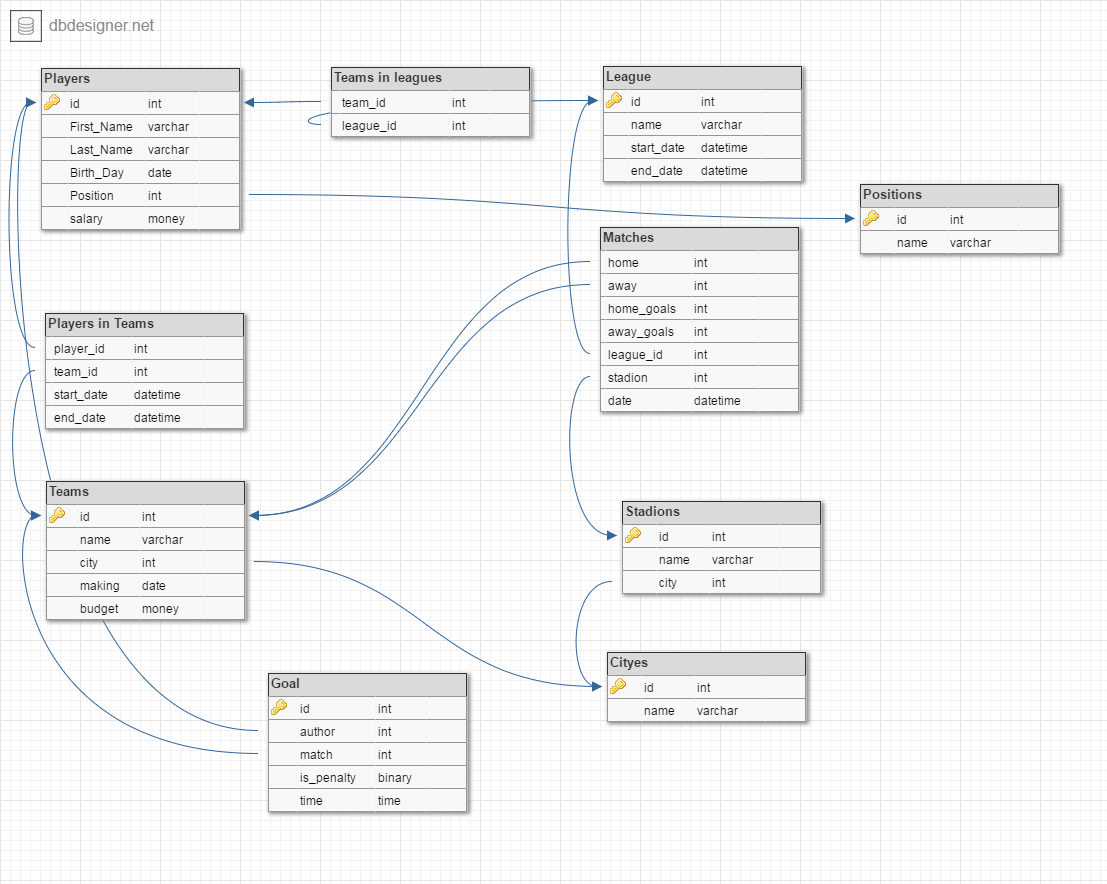 dbdesigner.net
Players
id int
First_Name varchar
Last_Name varchar
Birth_Day date
Position int
salary money
Teams in leagues
team_id int
league_id int
League
id int
name varchar
start_date datetime
end_date datetime
Positions
id int
name varchar
Matches
home int
away int
home_goals int
away_goals int
league_id int
stadion int
date datetime
Players in Teams
player_id int
team_id int
start_date datetime
end_date datetime
Teams
id int
name varchar
city int
making date
budget money
Stadions
id int
name varchar
city int
Cityes
id int
name varchar
Goal
id int
author int
match int
is_penalty binary
time time